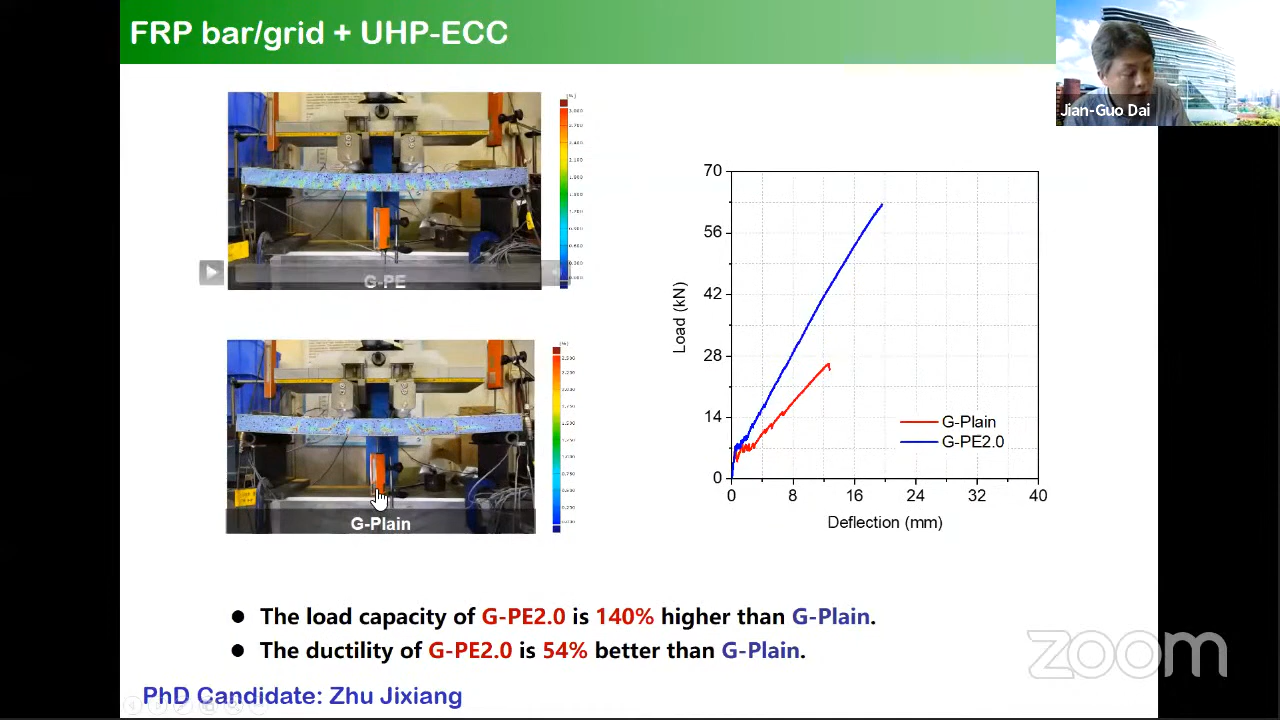 FRP bar/grid + UHP-ECC
Jian-Guo Dai
G-PE
G-Plain
70
56
42
28
14
0
Load (kN)
0 8 16 24 32 40
Deflection (mm)
G-Plain
G-PE2.0
The load capacity of G-PE2.0 is 140% higher than G-Plain.
The ductility of G-PE2.0 is 54% better than G-Plain.
zoom
PhD Candidate: Zhu Jixiang